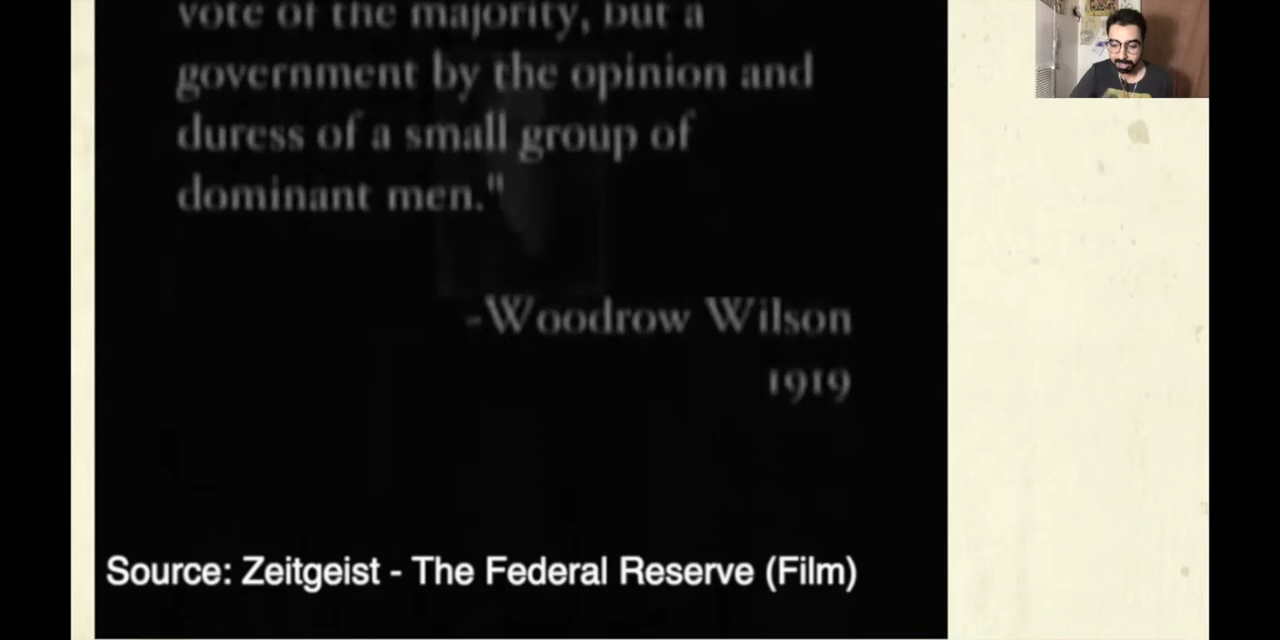 vote of the majority, but a
government by the opinion and
duress of a small group of
dominant men."
-Woodrow Wilson
1919
Source: Zeitgeist - The Federal Reserve (Film)